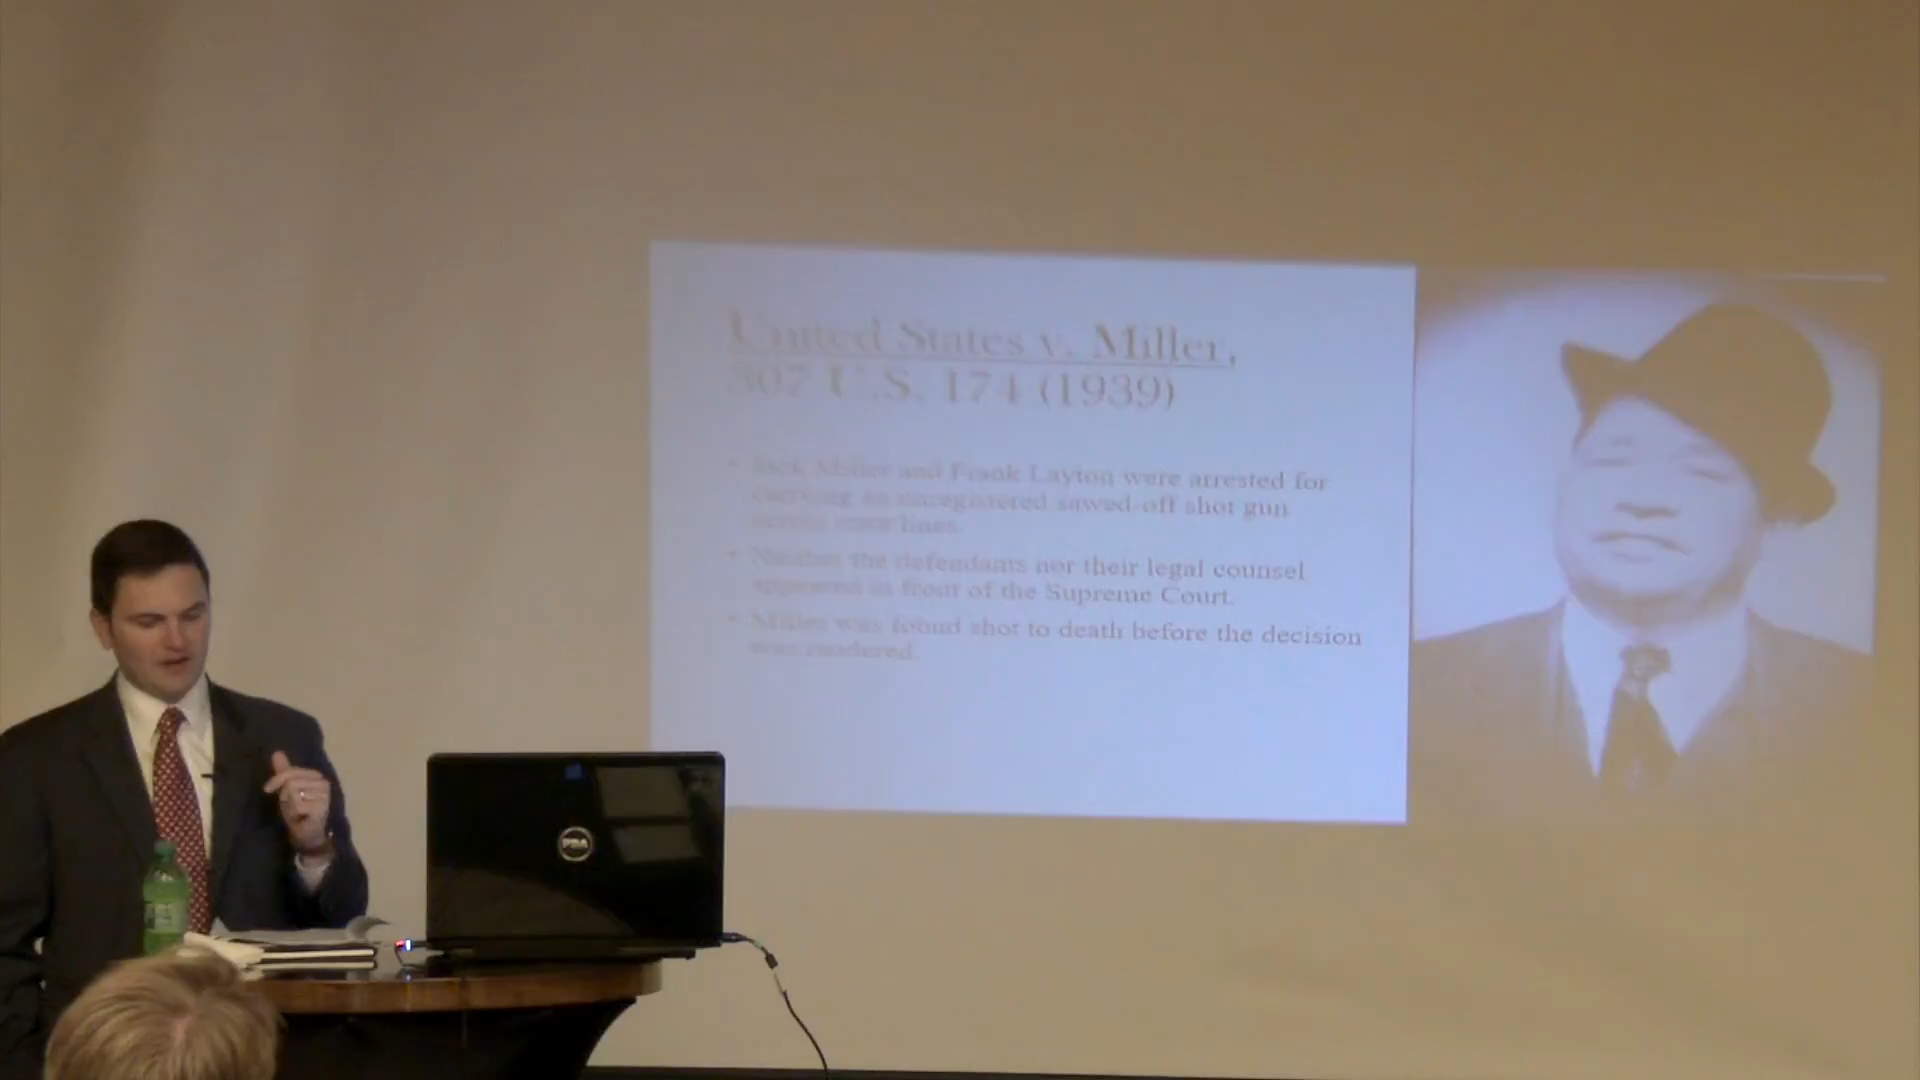 United States v. Miller,
307 U.S. 174 (1939)
• Jack Miller and Frank Layton were arrested for
carrying an unregistered sawed-off shot gun
across state lines.
• Neither the defendants nor their legal counsel
appeared in front of the Supreme Court.
• Miller was found shot to death before the decision
was rendered.